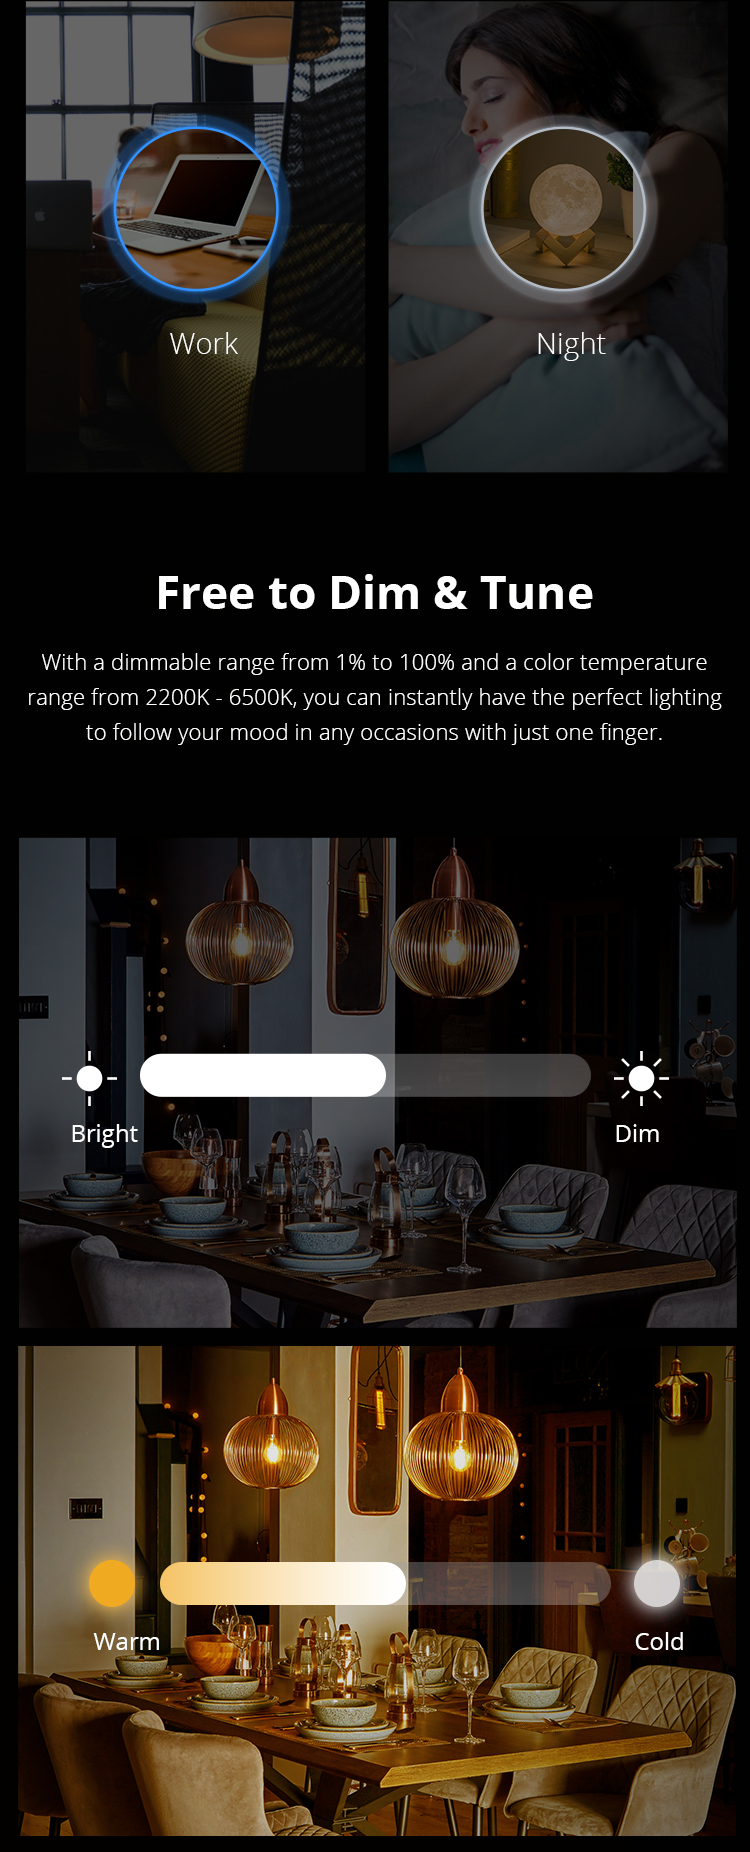 Work
Night
Free to Dim & Tune
With a dimmable range from 1% to 100% and a color temperature
range from 2200K - 6500K, you can instantly have the perfect lighting
to follow your mood in any occasions with just one finger.
Bright
Dim
Warm
Cold